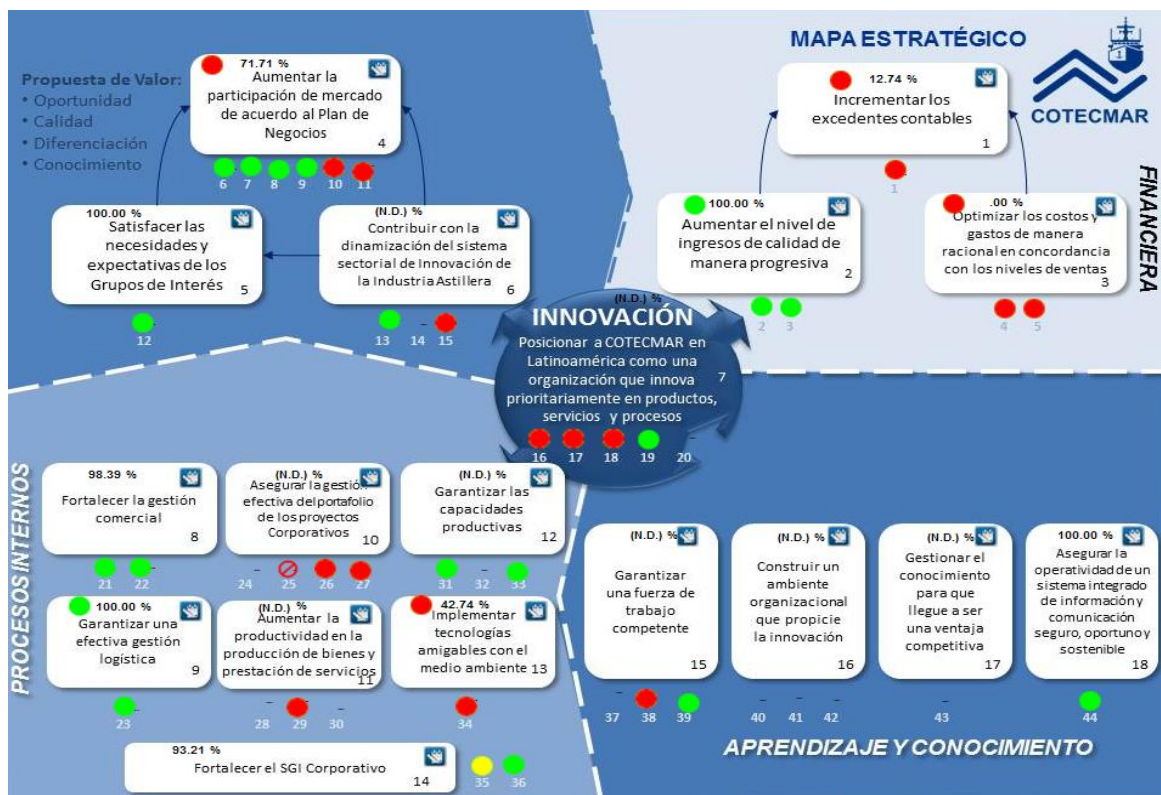 MAPA ESTRATÉGICO
COTECMAR
Propuesta de Valor:
• Oportunidad
• Calidad
• Diferenciación
• Conocimiento
71.71 %
Aumentar la
participación de mercado
de acuerdo al Plan de
Negocios
4
6 7 8 9 10 11
100.00 %
Satisfacer las
necesidades y
expectativas de los
Grupos de Interés
5
12
(N.D.) %
Contribuir con la
dinamización del sistema
sectorial de Innovación de
la Industria Astillera
6
13 14 15
12.74 %
Incrementar los
excedentes contables
1
1
100.00 %
Aumentar el nivel de
ingresos de calidad de
manera progresiva
2
2 3
.00 %
Optimizar los costos y
gastos de manera
racional en concordancia
con los niveles de ventas
3
4 5
FINANCIERA
(N.D.) %
INNOVACIÓN
Posicionar a COTECMAR en
Latinoamérica como una
organización que innova
prioritariamente en productos,
servicios y procesos
7
16 17 18 19 20
PROCESOS INTERNOS
98.39 %
Fortalecer la gestión
comercial
8
21 22
(N.D.) %
Asegurar la gestión
efectiva del portafolio
de los proyectos
Corporativos
10
24 25 26 27
(N.D.) %
Garantizar las
capacidades
productivas
12
31 32 33
100.00 %
Garantizar una
efectiva gestión
logística
9
23
(N.D.) %
Aumentar la
productividad en la
producción de bienes y
prestación de servicios
11
28 29 30
42.74 %
Implementar
tecnologías
amigables con el
medio ambiente
13
34
93.21 %
Fortalecer el SGI Corporativo
14
35 36
(N.D.) %
Garantizar
una fuerza de
trabajo
competente
15
37 38 39
(N.D.) %
Construir un
ambiente
organizacional
que propicie
la innovación
16
40 41 42
(N.D.) %
Gestionar el
conocimiento
para que
llegue a ser
una ventaja
competitiva
17
43
100.00 %
Asegurar la
operatividad de un
sistema integrado
de información y
comunicación
seguro, oportuno y
sostenible
18
44
APRENDIZAJE Y CONOCIMIENTO